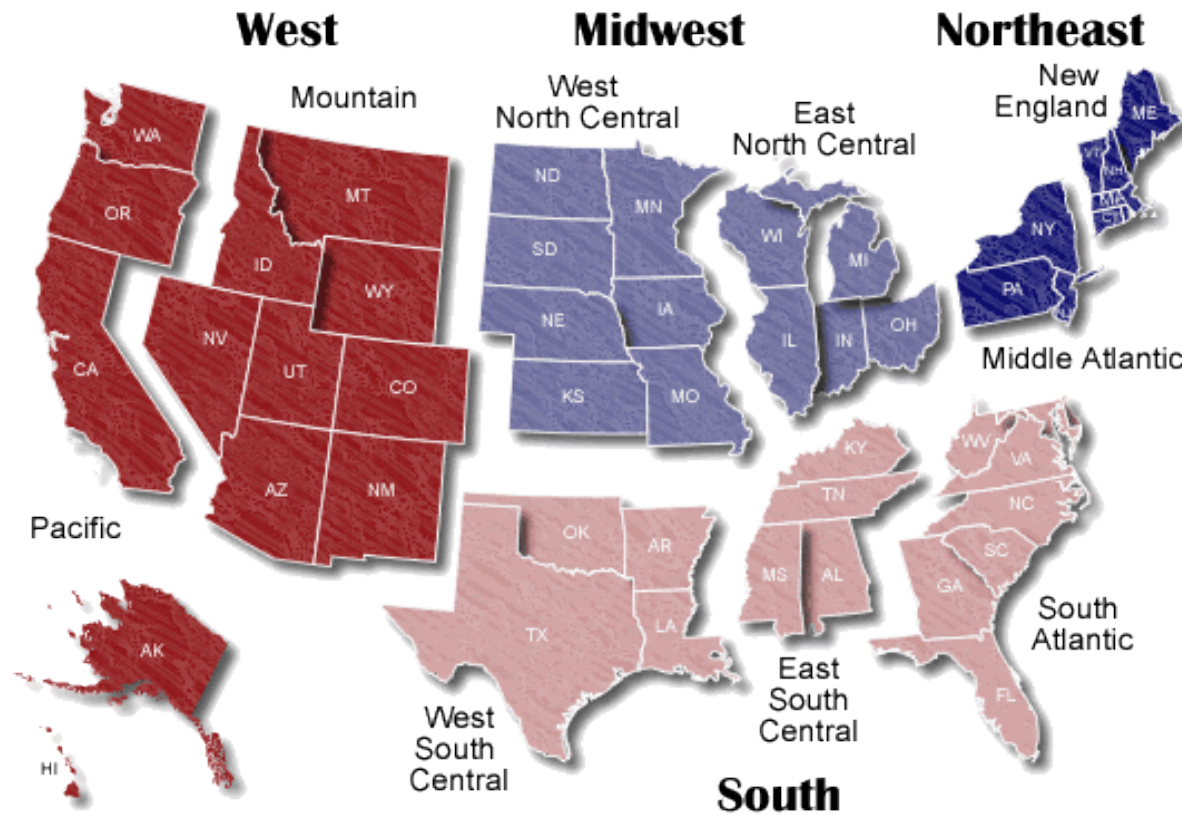 West
Midwest
Northeast
Mountain
West
North Central
East
North Central
New
England
Middle Atlantic
Pacific
West
South
Central
East
South
Central
South
Atlantic
South
WA
OR
CA
AK
HI
MT
ID
WY
NV
UT
CO
AZ
NM
ND
SD
NE
KS
MN
IA
MO
WI
MI
IL
IN
OH
ME
VT
NH
MA
CT
NY
PA
OK
TX
AR
LA
KY
TN
MS
AL
WV
VA
NC
SC
GA
FL